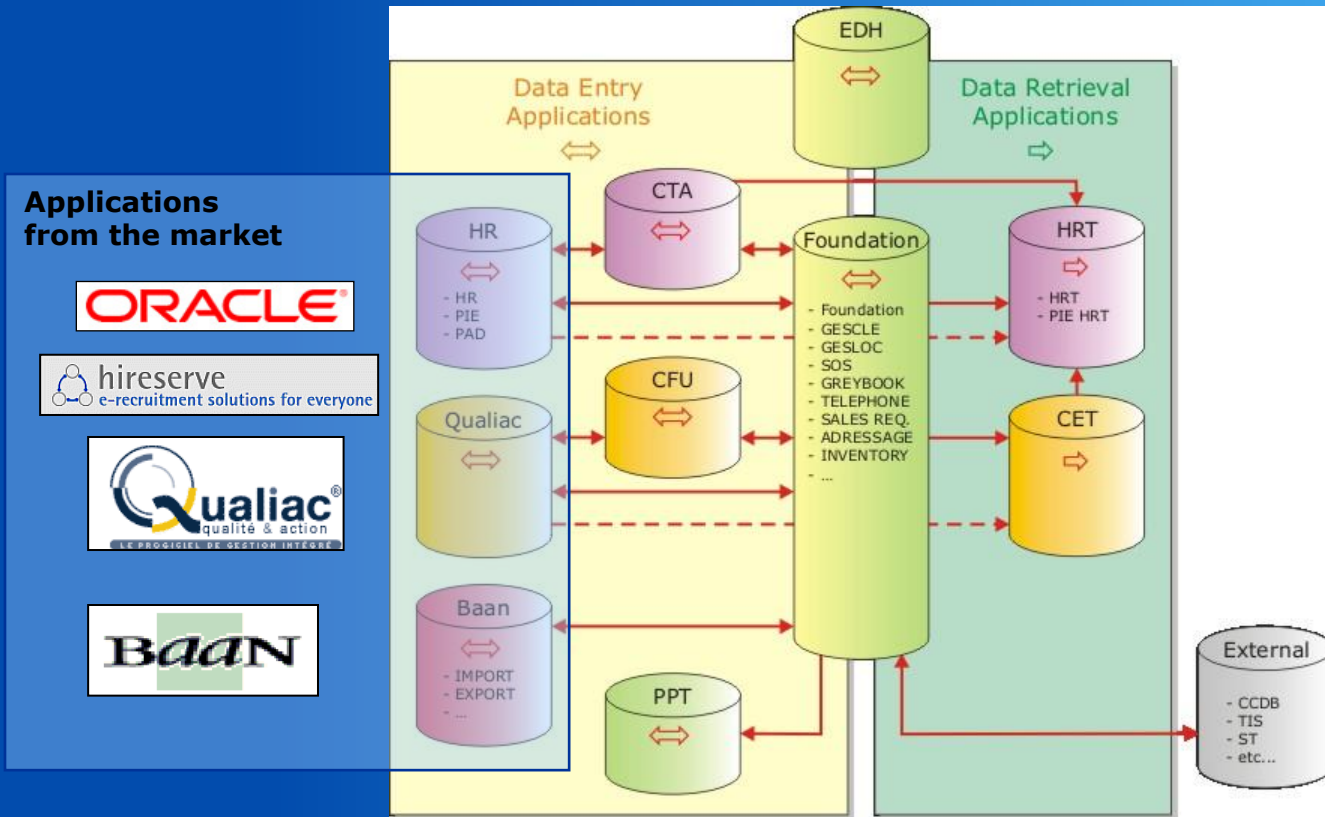 EDH
Data Entry
Applications
Data Retrieval
Applications
Applications
from the market
ORACLE®
hireserve
e-recruitment solutions for everyone
Qualiac®
qualité & action
LE PROGICIEL DE GESTION INTÉGRÉ
BaaN
HR
- HR
- PIE
- PAD
Qualiac
Baan
- IMPORT
- EXPORT
- ...
CTA
CFU
PPT
Foundation
- Foundation
- GESCLE
- GESLOC
- SOS
- GREYBOOK
- TELEPHONE
- SALES REQ.
- ADRESSAGE
- INVENTORY
- ...
HRT
- HRT
- PIE HRT
CET
External
- CCDB
- TIS
- ST
- etc...